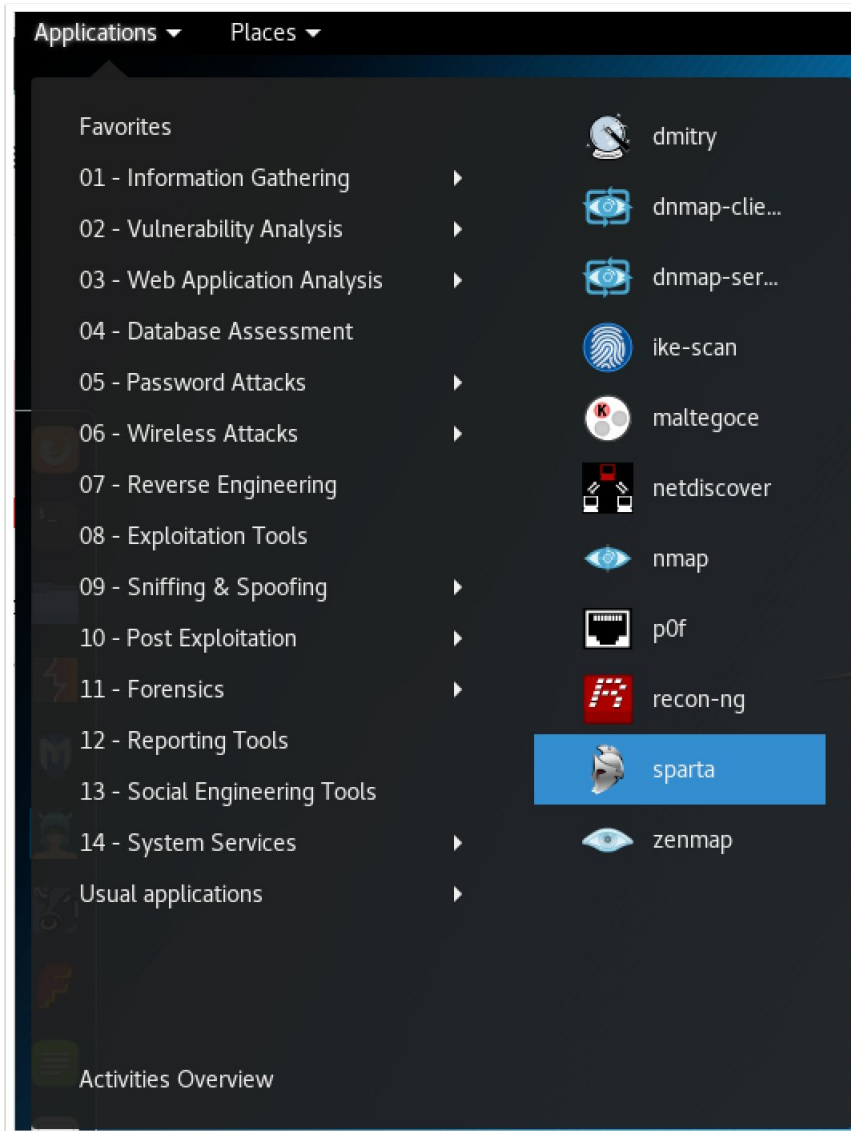 Applications Places
Favorites
01 - Information Gathering
02 - Vulnerability Analysis
03 - Web Application Analysis
04 - Database Assessment
05 - Password Attacks
06 - Wireless Attacks
07 - Reverse Engineering
08 - Exploitation Tools
09 - Sniffing & Spoofing
10 - Post Exploitation
11 - Forensics
12 - Reporting Tools
13 - Social Engineering Tools
14 - System Services
Usual applications
Activities Overview
dmitry
dnmap-clie...
dnmap-ser...
ike-scan
K
maltegoce
netdiscover
nmap
p0f
R
recon-ng
sparta
zenmap